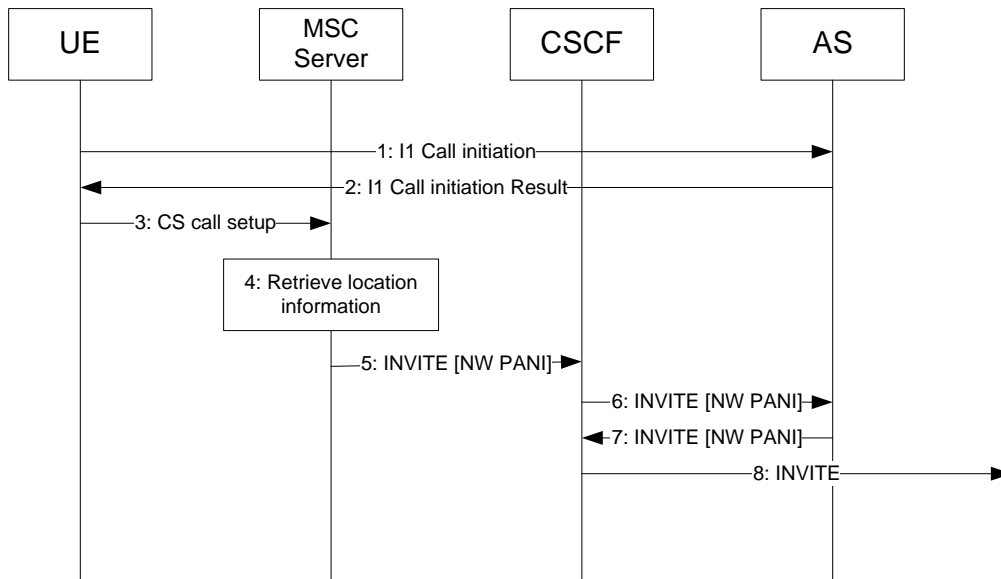 UE
MSC
Server
CSCF
AS
1: I1 Call initiation
2: I1 Call initiation Result
3: CS call setup
4: Retrieve location
information
5: INVITE [NW PANI]
6: INVITE [NW PANI]
7: INVITE [NW PANI]
8: INVITE